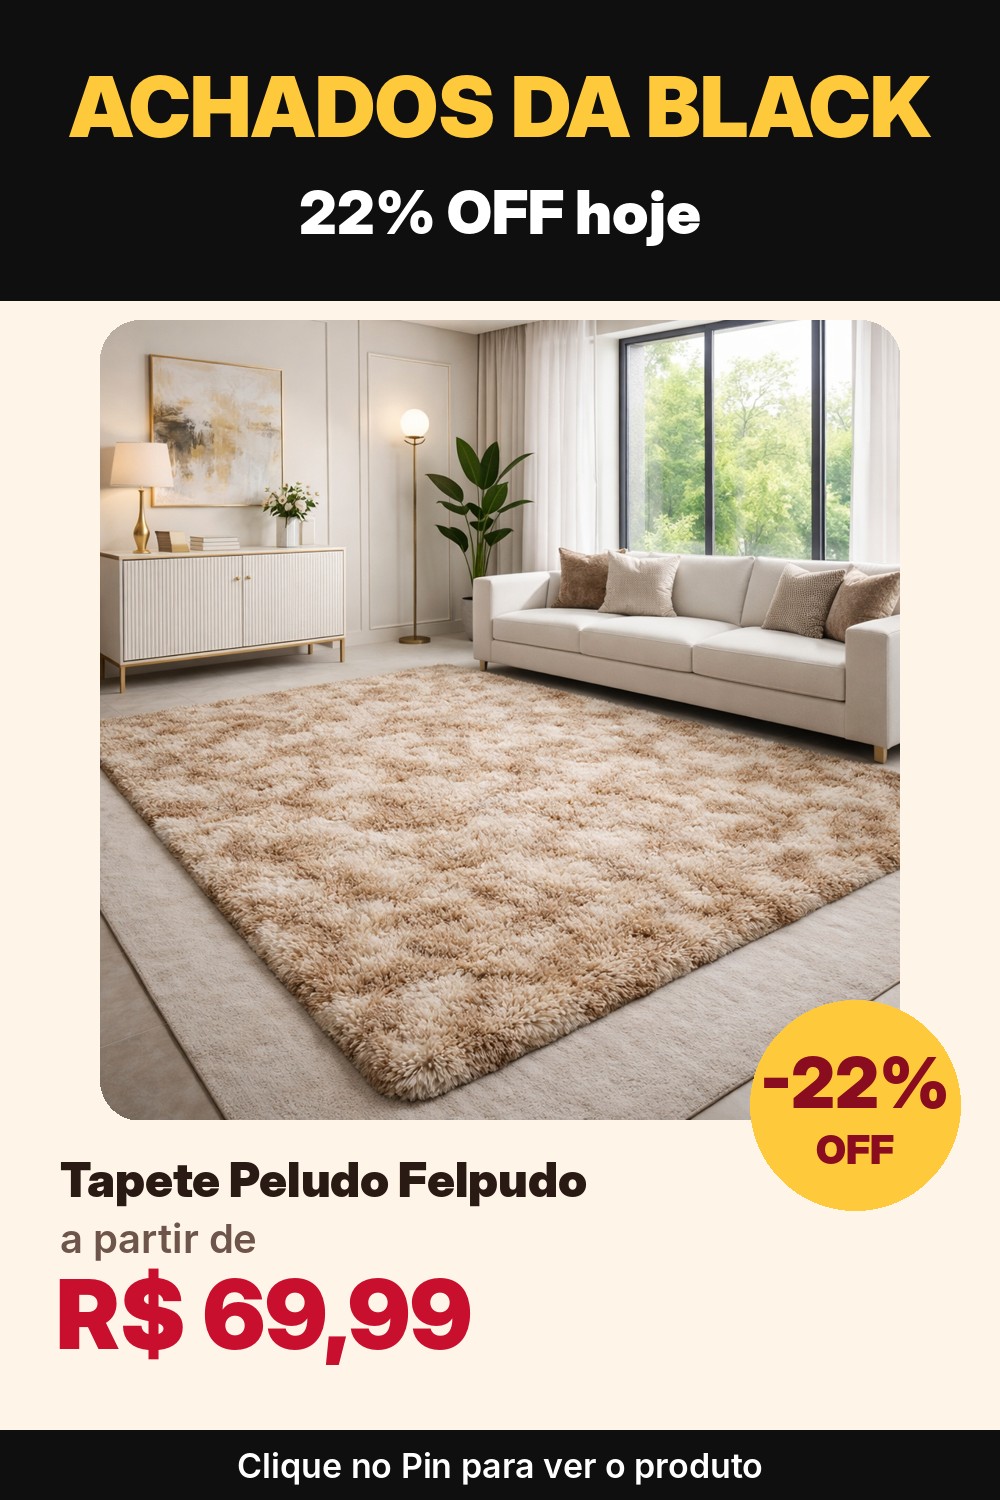 ACHADOS DA BLACK
22% OFF hoje
-22%
OFF
Tapete Peludo Felpudo
a partir de
R$ 69,99
Clique no Pin para ver o produto